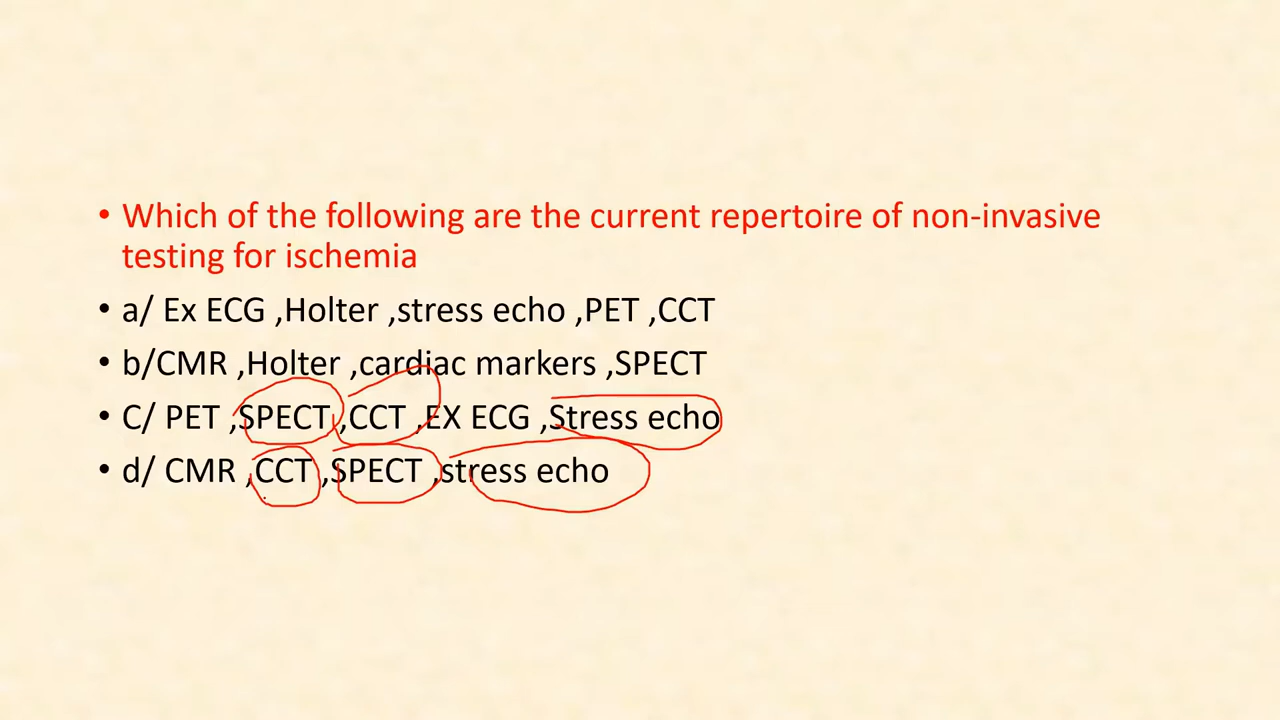 • Which of the following are the current repertoire of non-invasive
testing for ischemia
• a/ Ex ECG ,Holter ,stress echo ,PET ,CCT
• b/CMR ,Holter ,cardiac markers ,SPECT
• C/ PET ,SPECT ,CCT ,EX ECG ,Stress echo
• d/ CMR ,CCT ,SPECT ,stress echo